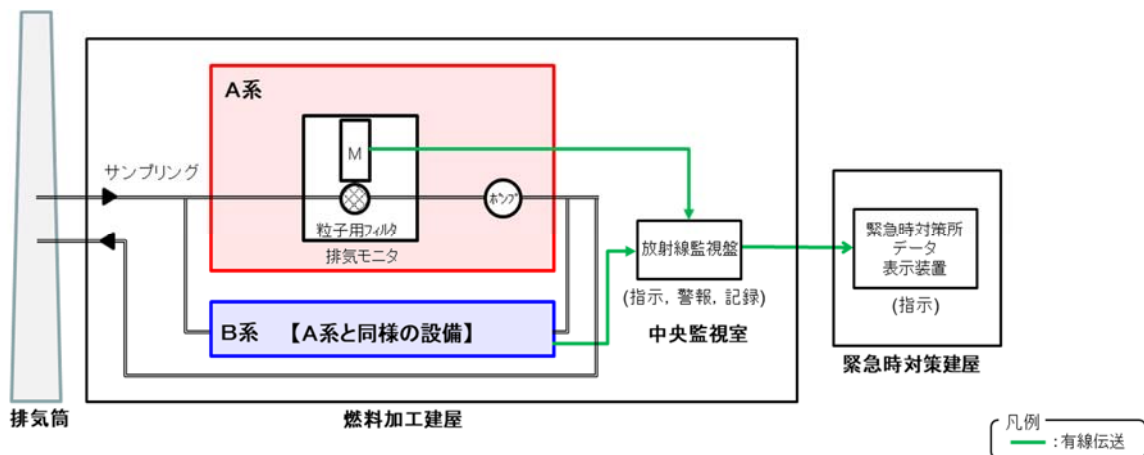 A系
サンプリング
M
ポンプ
粒子用フィルタ
排気モニタ
B系 【A系と同様の設備】
放射線監視盤
(指示, 警報, 記録)
中央監視室
緊急時対策所
データ
表示装置
(指示)
緊急時対策建屋
排気筒
燃料加工建屋
凡例
:有線伝送